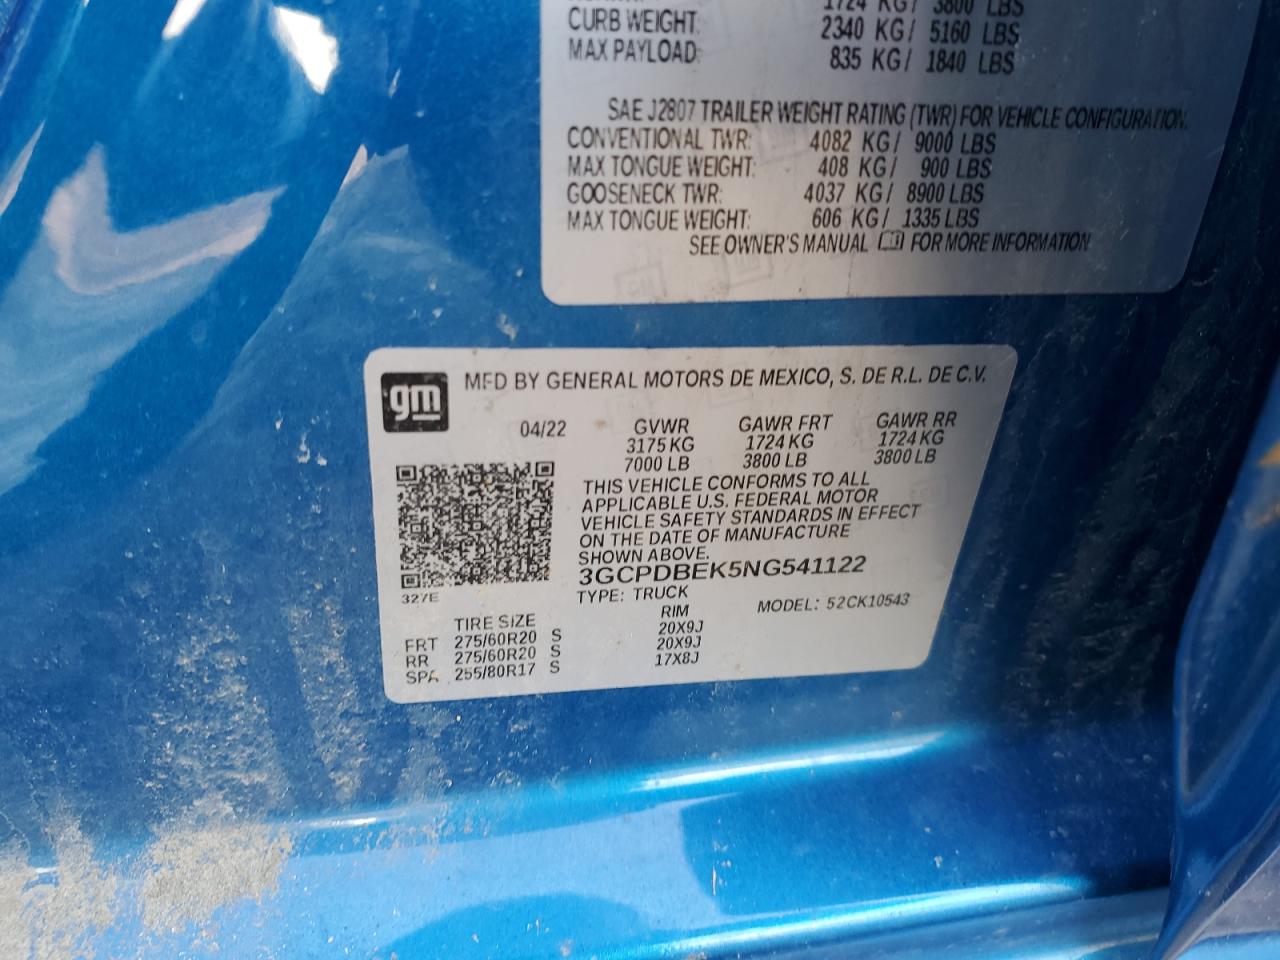 1724 KG/ 3800 LBS
CURB WEIGHT: 2340 KG/ 5160 LBS
MAX PAYLOAD: 835 KG/ 1840 LBS
SAE J2807 TRAILER WEIGHT RATING (TWR) FOR VEHICLE CONFIGURATION.
CONVENTIONAL TWR: 4082 KG/ 9000 LBS
MAX TONGUE WEIGHT: 408 KG/ 900 LBS
GOOSENECK TWR: 4037 KG/ 8900 LBS
MAX TONGUE WEIGHT: 606 KG/ 1335 LBS
SEE OWNER'S MANUAL FOR MORE INFORMATION
gm MFD BY GENERAL MOTORS DE MEXICO, S. DE R.L. DE C.V.
04/22 GVWR GAWR FRT GAWR RR
3175 KG 1724 KG 1724 KG
7000 LB 3800 LB 3800 LB
THIS VEHICLE CONFORMS TO ALL
APPLICABLE U.S. FEDERAL MOTOR
VEHICLE SAFETY STANDARDS IN EFFECT
ON THE DATE OF MANUFACTURE
SHOWN ABOVE.
3GCPDBEK5NG541122
327E TYPE: TRUCK MODEL: 52CK10543
TIRE SIZE RIM
FRT 275/60R20 S 20X9J
RR 275/60R20 S 20X9J
SPA 255/80R17 S 17X8J